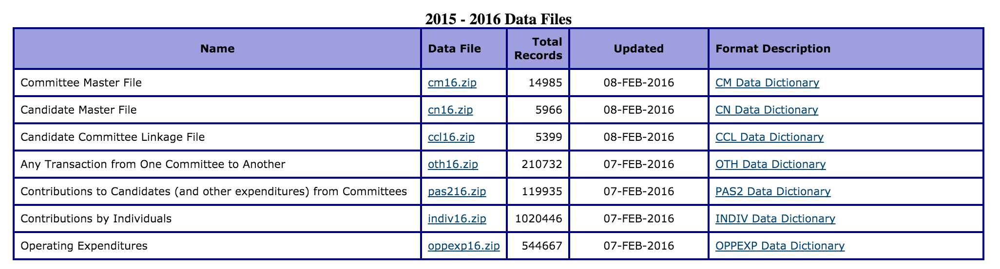 2015 - 2016 Data Files
Name Data File Total Records Updated Format Description
Committee Master File cm16.zip 14985 08-FEB-2016 CM Data Dictionary
Candidate Master File cn16.zip 5966 08-FEB-2016 CN Data Dictionary
Candidate Committee Linkage File ccl16.zip 5399 08-FEB-2016 CCL Data Dictionary
Any Transaction from One Committee to Another oth16.zip 210732 07-FEB-2016 OTH Data Dictionary
Contributions to Candidates (and other expenditures) from Committees pas216.zip 119935 07-FEB-2016 PAS2 Data Dictionary
Contributions by Individuals indiv16.zip 1020446 07-FEB-2016 INDIV Data Dictionary
Operating Expenditures oppexp16.zip 544667 07-FEB-2016 OPPEXP Data Dictionary